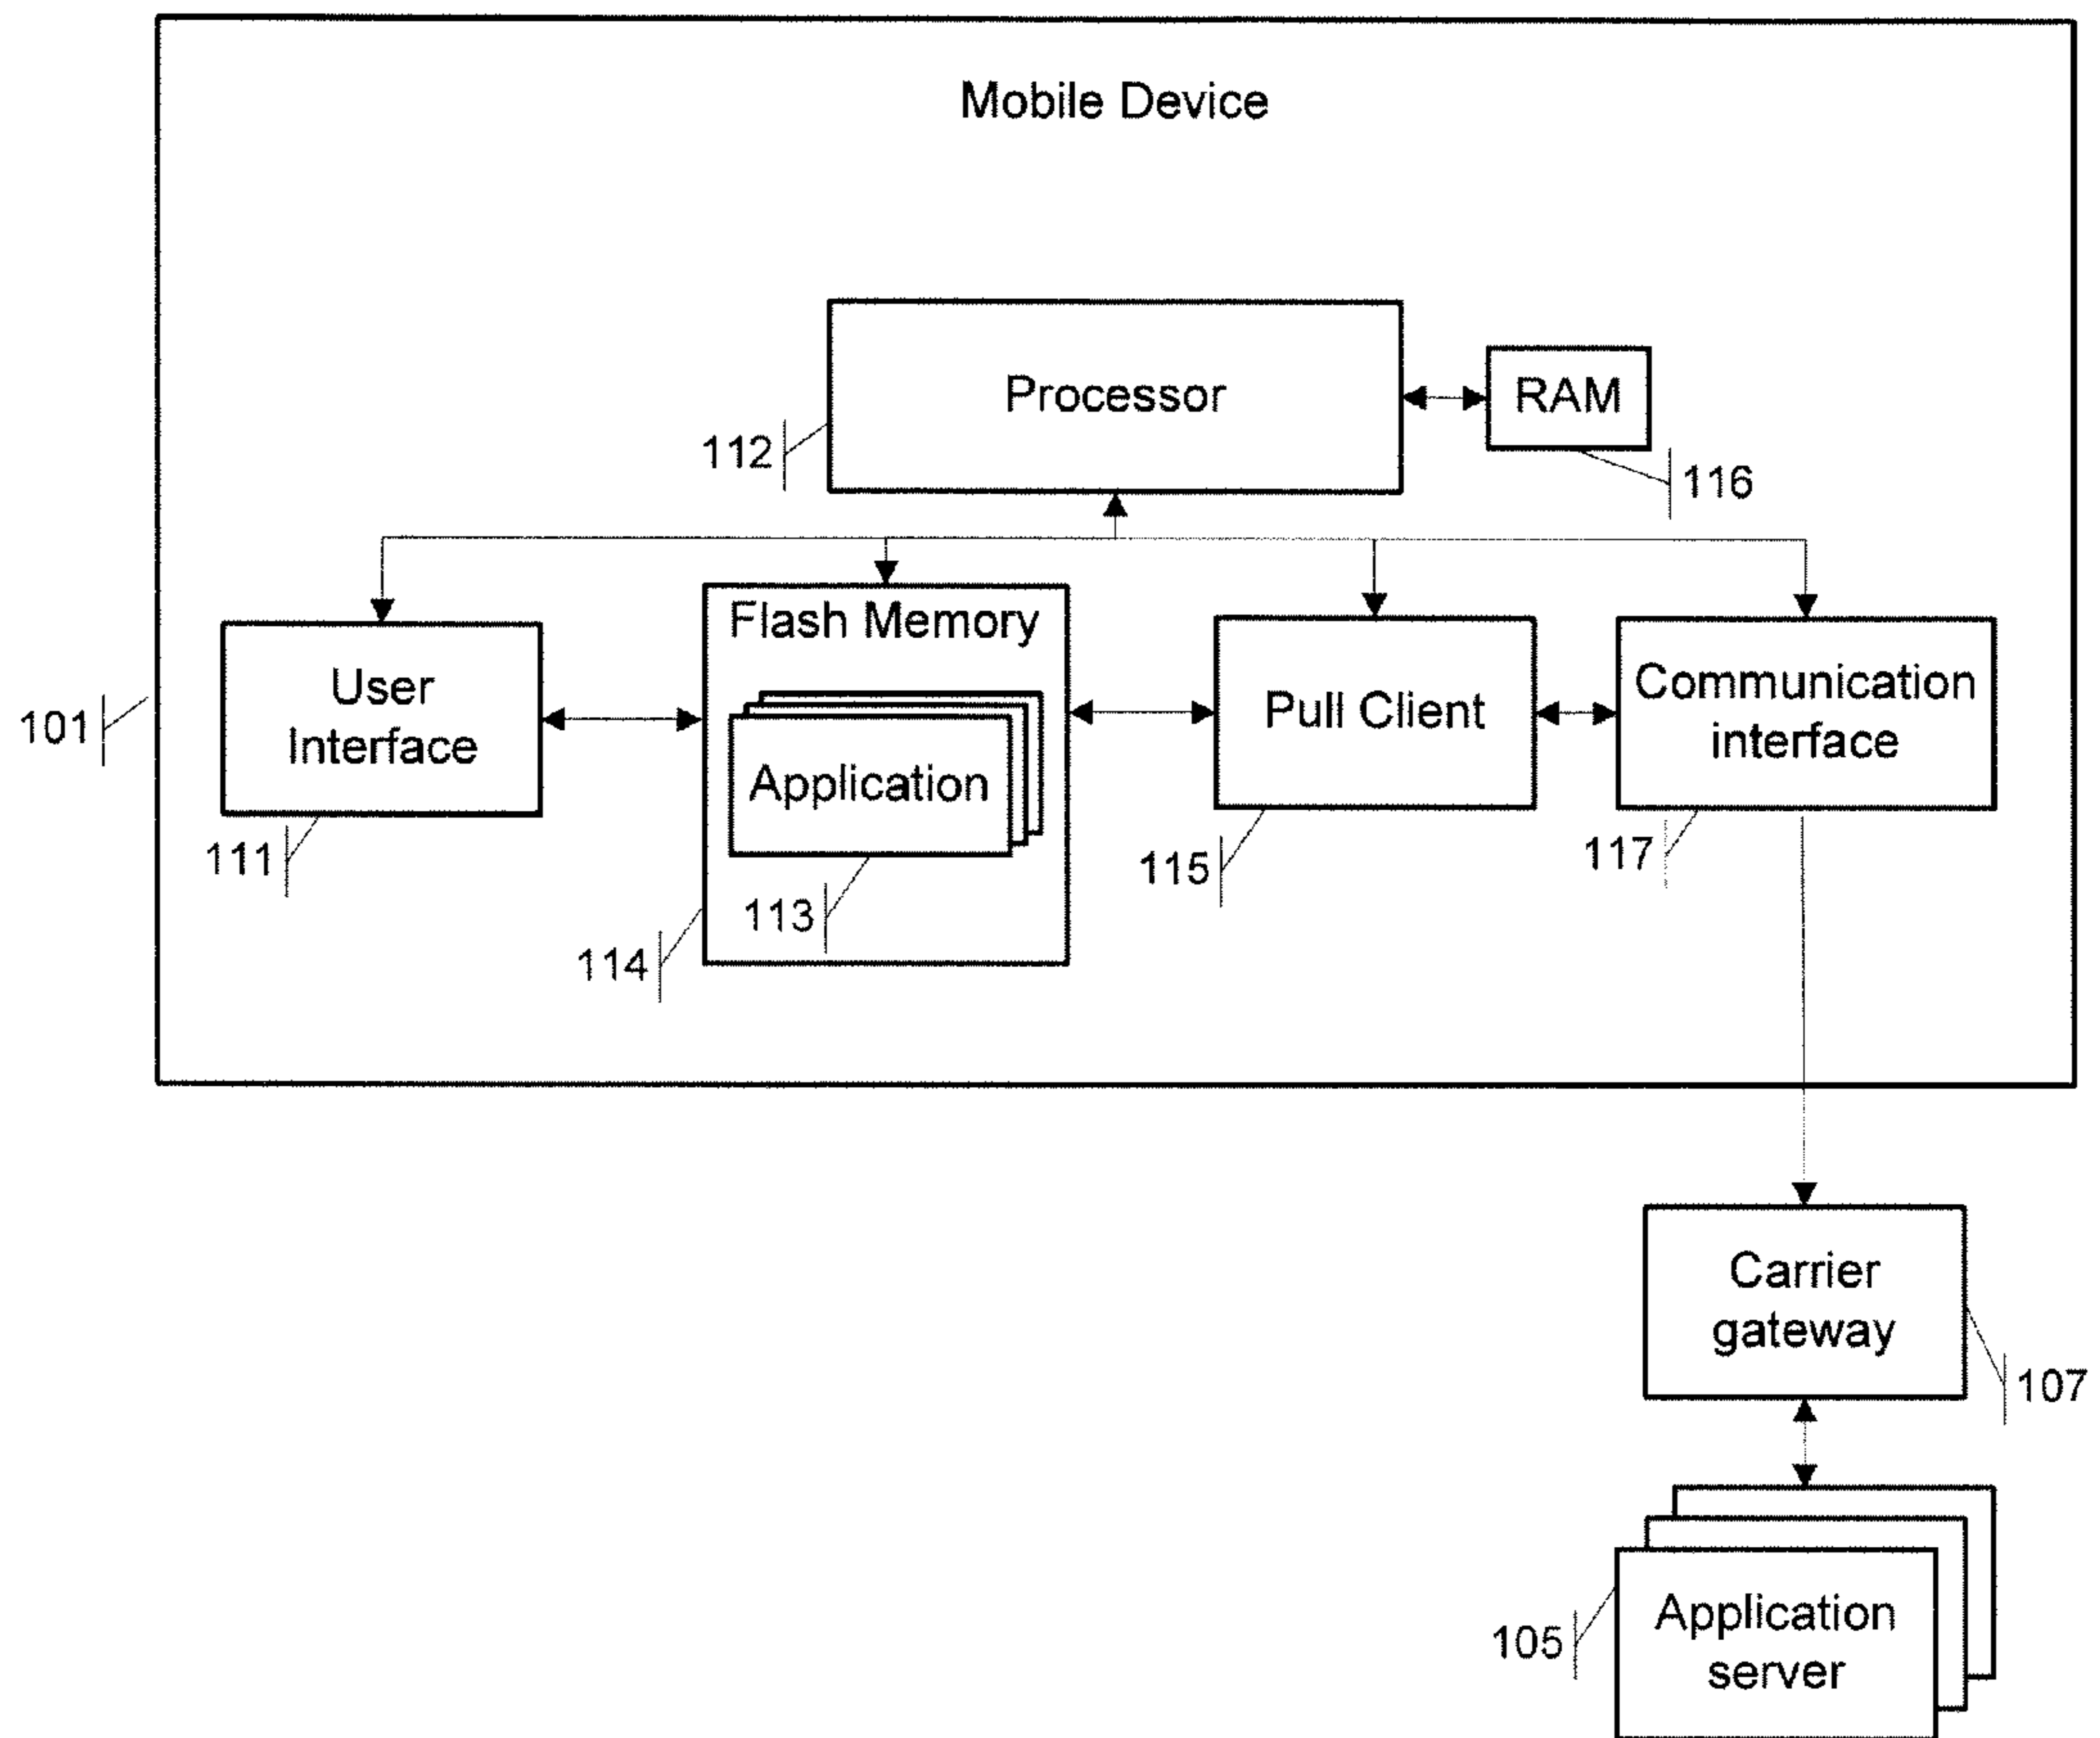 Mobile Device
Processor
RAM
112
116
Flash Memory
User
Interface
Pull Client
Communication
interface
101
Application
111
115
117
113
114
Carrier
gateway
107
Application
server
105